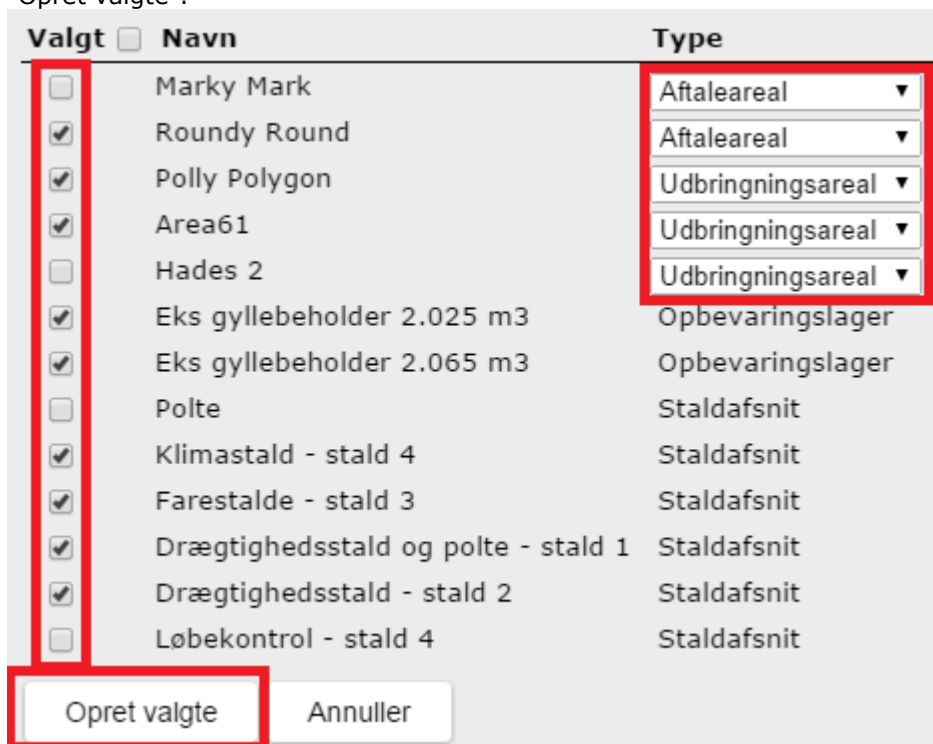 "Opret valgte".
Valgt Navn Type
Marky Mark Aftaleareal
Roundy Round Aftaleareal
Polly Polygon Udbringningsareal
Area61 Udbringningsareal
Hades 2 Udbringningsareal
Eks gyllebeholder 2.025 m3 Opbevaringslager
Eks gyllebeholder 2.065 m3 Opbevaringslager
Polte Staldafsnit
Klimastald - stald 4 Staldafsnit
Farestalde - stald 3 Staldafsnit
Drægtighedsstald og polte - stald 1 Staldafsnit
Drægtighedsstald - stald 2 Staldafsnit
Løbekontrol - stald 4 Staldafsnit
Opret valgte Annuller